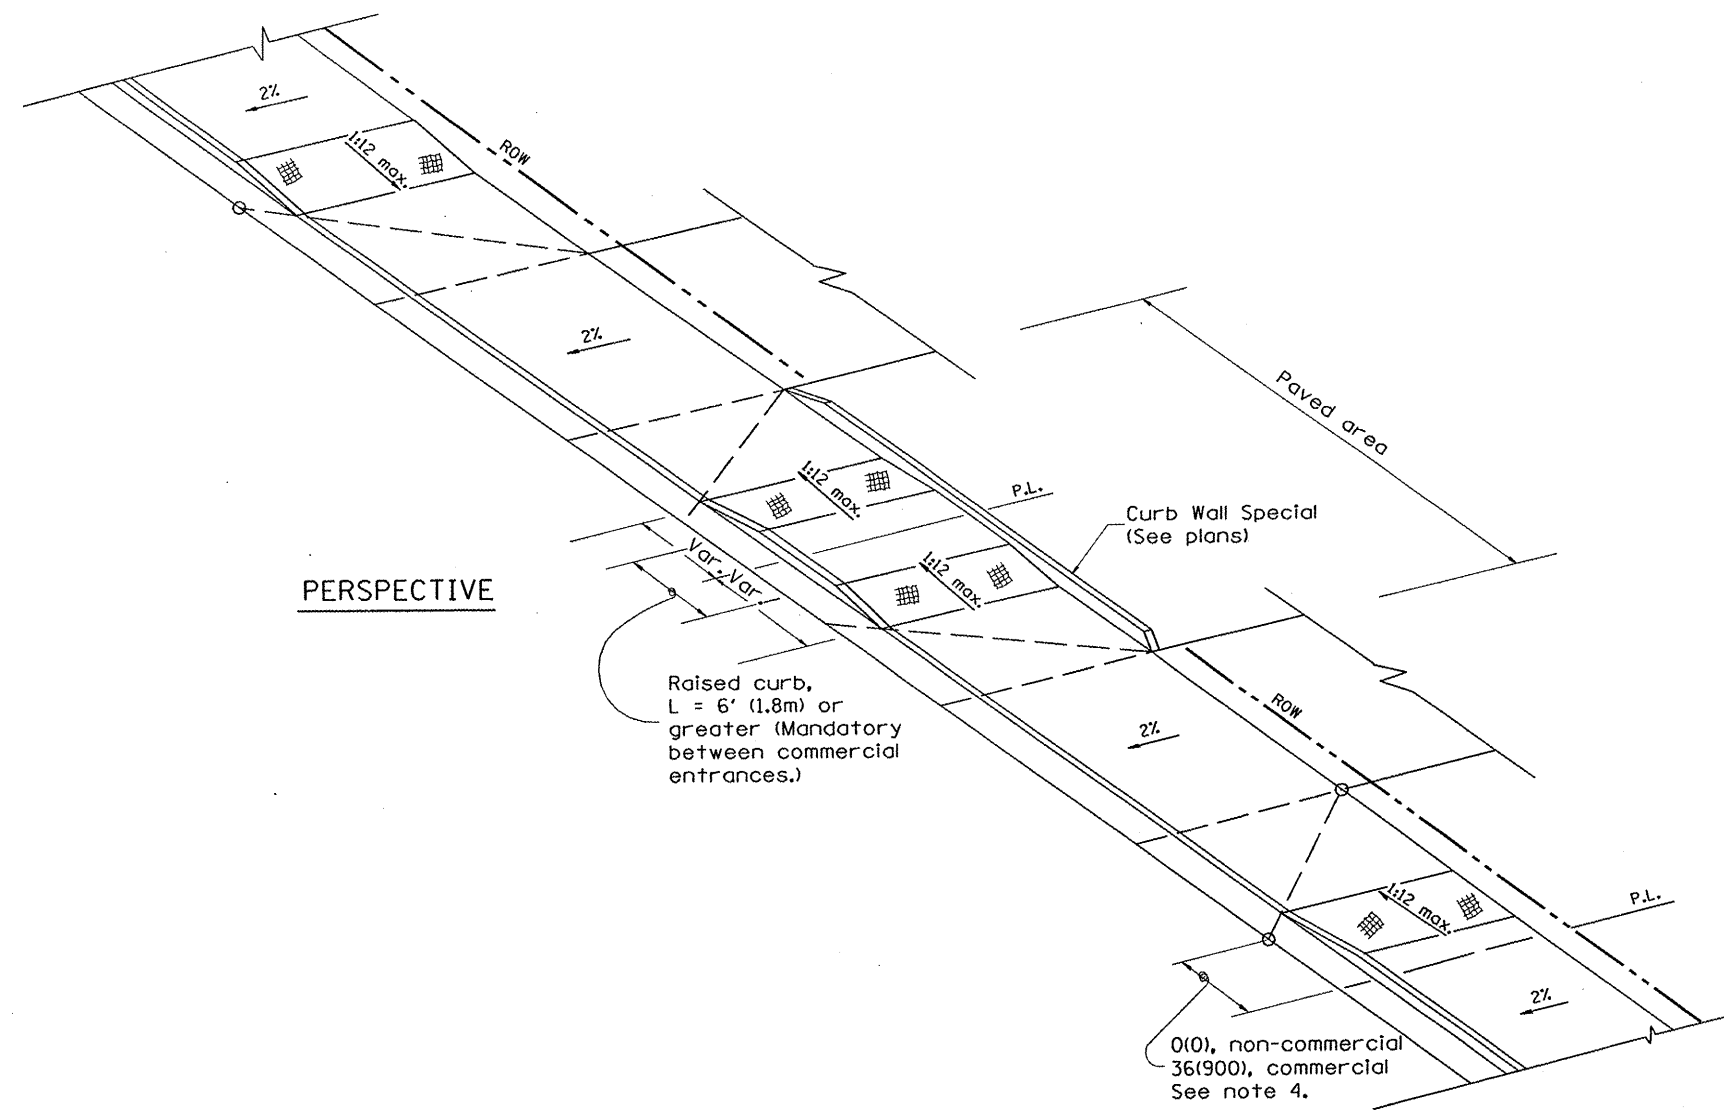 2%
1:12 max.
ROW
2%
Paved area
1:12 max.
P.L.
Curb Wall Special
(See plans)
Var. Var.
1:12 max.
PERSPECTIVE
Raised curb,
L = 6' (1.8m) or
greater (Mandatory
between commercial
entrances.)
ROW
2%
1:12 max.
P.L.
2%
0(0), non-commercial
36(900), commercial
See note 4.